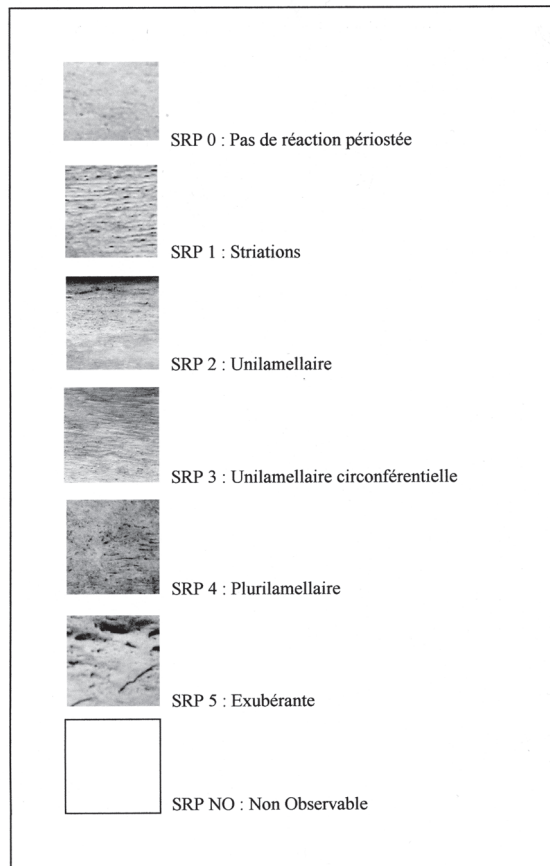 SRP 0 : Pas de réaction périostée
SRP 1 : Striations
SRP 2 : Unilamellaire
SRP 3 : Unilamellaire circonférentielle
SRP 4 : Plurilamellaire
SRP 5 : Exubérante
SRP NO : Non Observable